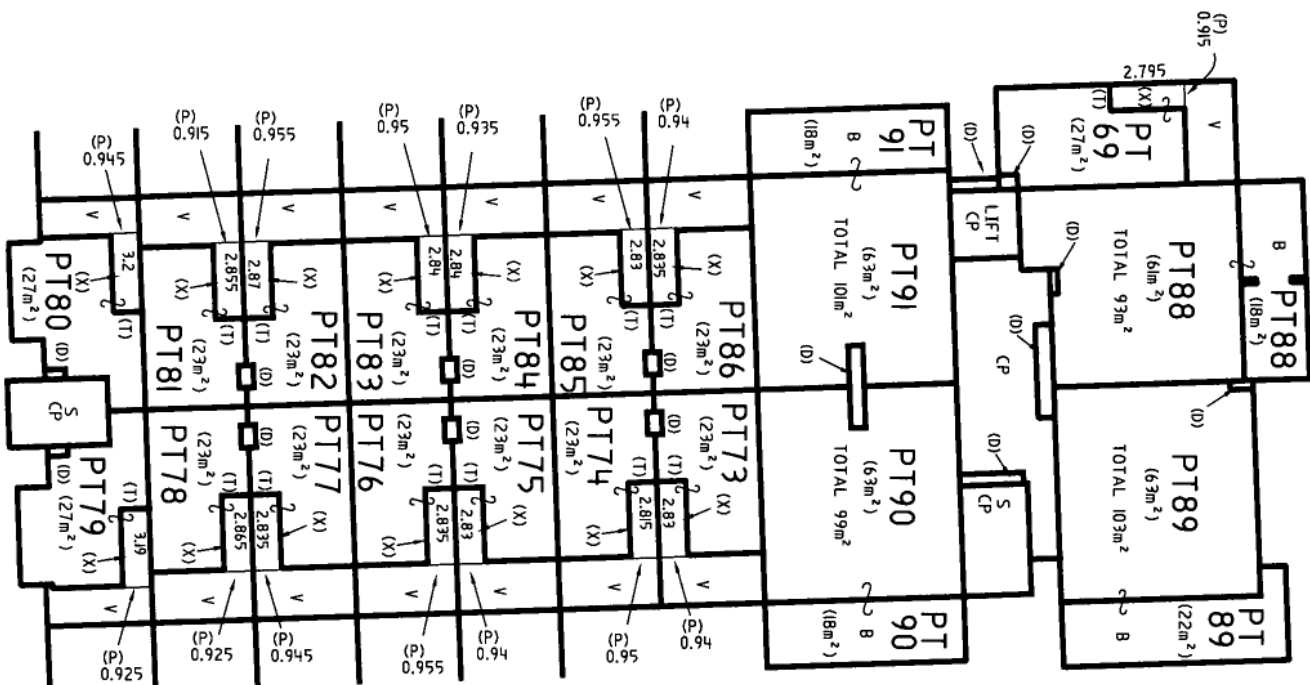 (P)
0.915
2.795
(T)
(X)
V
PT
69
(27m²)
(D)
(D)
(P)
0.945
(P)
0.915
(P)
0.955
(P)
0.95
(P)
0.935
(P)
0.955
(P)
0.94
PT
91
B
(18m²)
LIFT
CP
V
V
V
V
V
V
V
3.2
(X)
(T)
PT80
(27m²)
(D)
2.855
(X)
(T)
PT81
(23m²)
2.87
(X)
(T)
PT82
(23m²)
(D)
2.84
(X)
(T)
PT83
(23m²)
2.84
(X)
(T)
PT84
(23m²)
(D)
2.83
(X)
(T)
PT85
(23m²)
2.835
(X)
PT86
(23m²)
(D)
PT91
(63m²)
TOTAL 101m²
(D)
PT88
(61m²)
TOTAL 93m²
(D)
B
PT88
(18m²)
(D)
CP
(D)
S
CP
(D)
PT79
(27m²)
(T)
3.19
(X)
PT78
(23m²)
(T)
2.865
(X)
(D)
PT77
(23m²)
(T)
2.835
(X)
PT76
(23m²)
(T)
2.835
(X)
(D)
PT75
(23m²)
2.83
(X)
PT74
(23m²)
(T)
2.815
(X)
(D)
PT73
(23m²)
2.83
(X)
PT90
(63m²)
TOTAL 99m²
(D)
S
CP
PT89
(63m²)
TOTAL 103m²
V
V
V
V
V
V
V
PT
90
B
(18m²)
PT
89
B
(22m²)
(P)
0.925
(P)
0.925
(P)
0.945
(P)
0.955
(P)
0.94
(P)
0.95
(P)
0.94